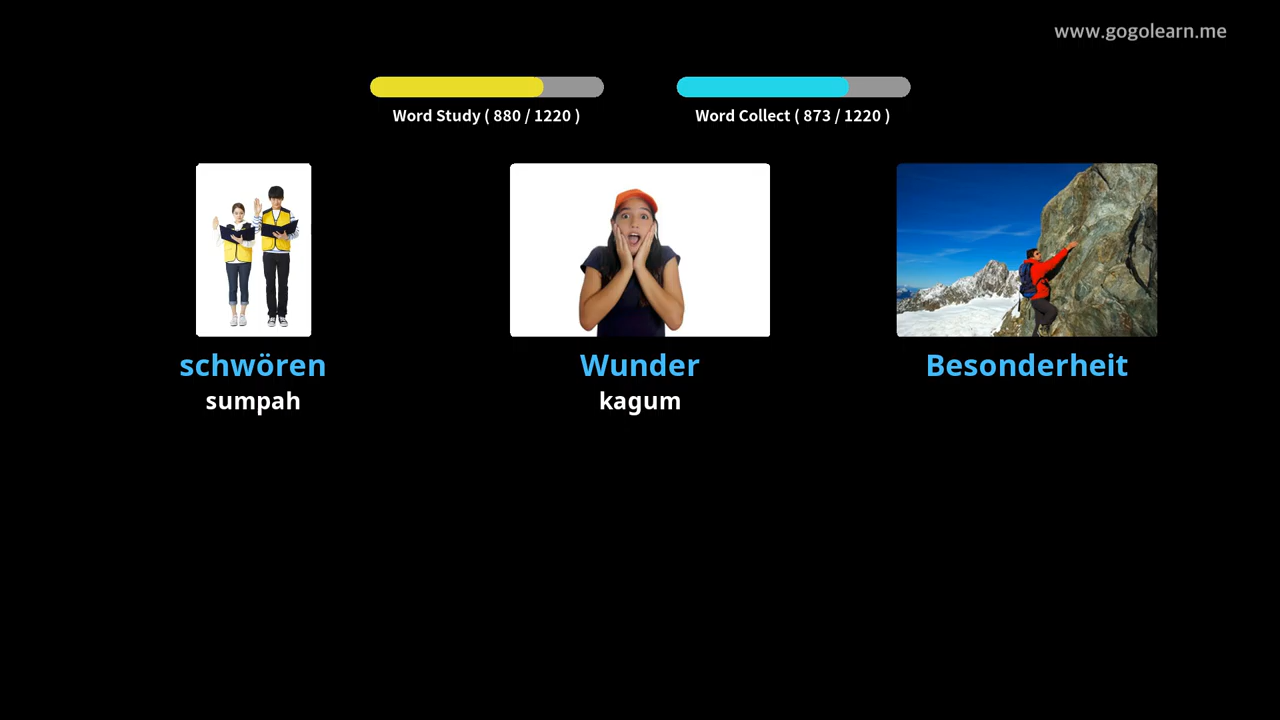 www.gogolearn.me
Word Study ( 880 / 1220 )
Word Collect ( 873 / 1220 )
schwören
Wunder
Besonderheit
sumpah
kagum